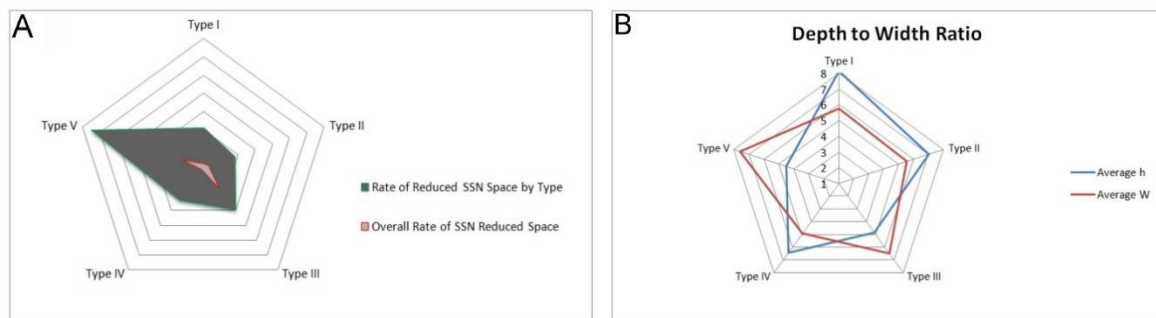 A
Type I
Type II
Type III
Type IV
Type V
Rate of Reduced SSN Space by Type
Overall Rate of SSN Reduced Space
B
Depth to Width Ratio
Type I
8
7
6
5
4
3
2
1
Type II
Type III
Type IV
Type V
Average h
Average W